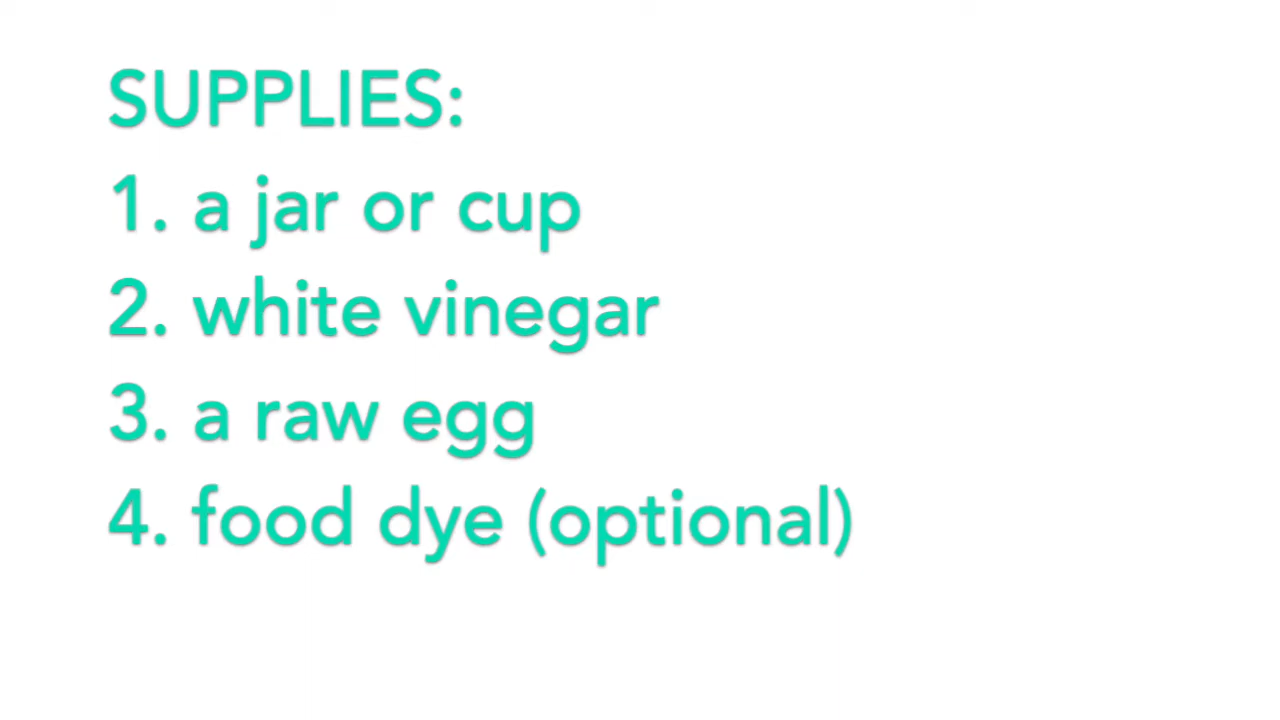 SUPPLIES:
1. a jar or cup
2. white vinegar
3. a raw egg
4. food dye (optional)